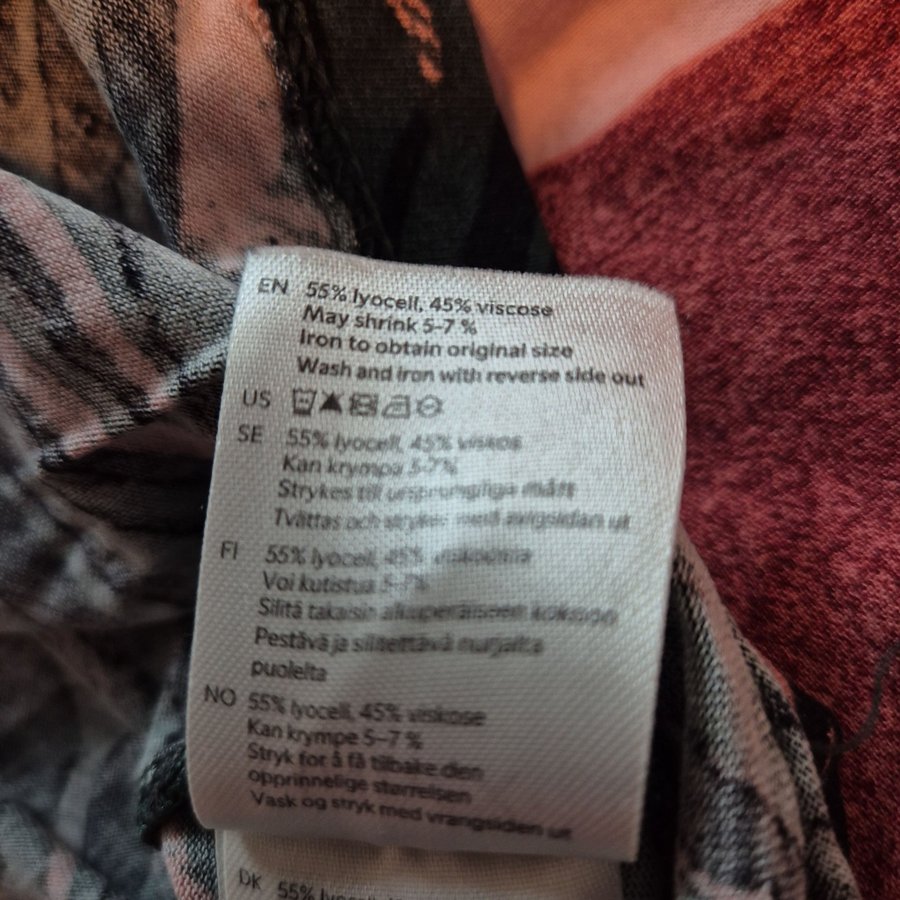 EN 55% lyocell, 45% viscose
May shrink 5-7 %
Iron to obtain original size
Wash and iron with reverse side out
US
SE 55% lyocell, 45% viskos
Kan krympa 5-7%
Strykes till ursprungliga mått
Tvättas och strykes med avigsidan ut
FI 55% lyocell, 45% viskoosia
Voi kutistua 5-7%
Silitä takaisin alkuperäiseen kokoon
Pestävä ja silitettävä nurjalta
puolelta
NO 55% lyocell, 45% viskose
Kan krympe 5-7 %
Stryk for å få tilbake den
opprinnelige størrelsen
Vask og stryk med vrangsiden ut
DK 55% lyocell,